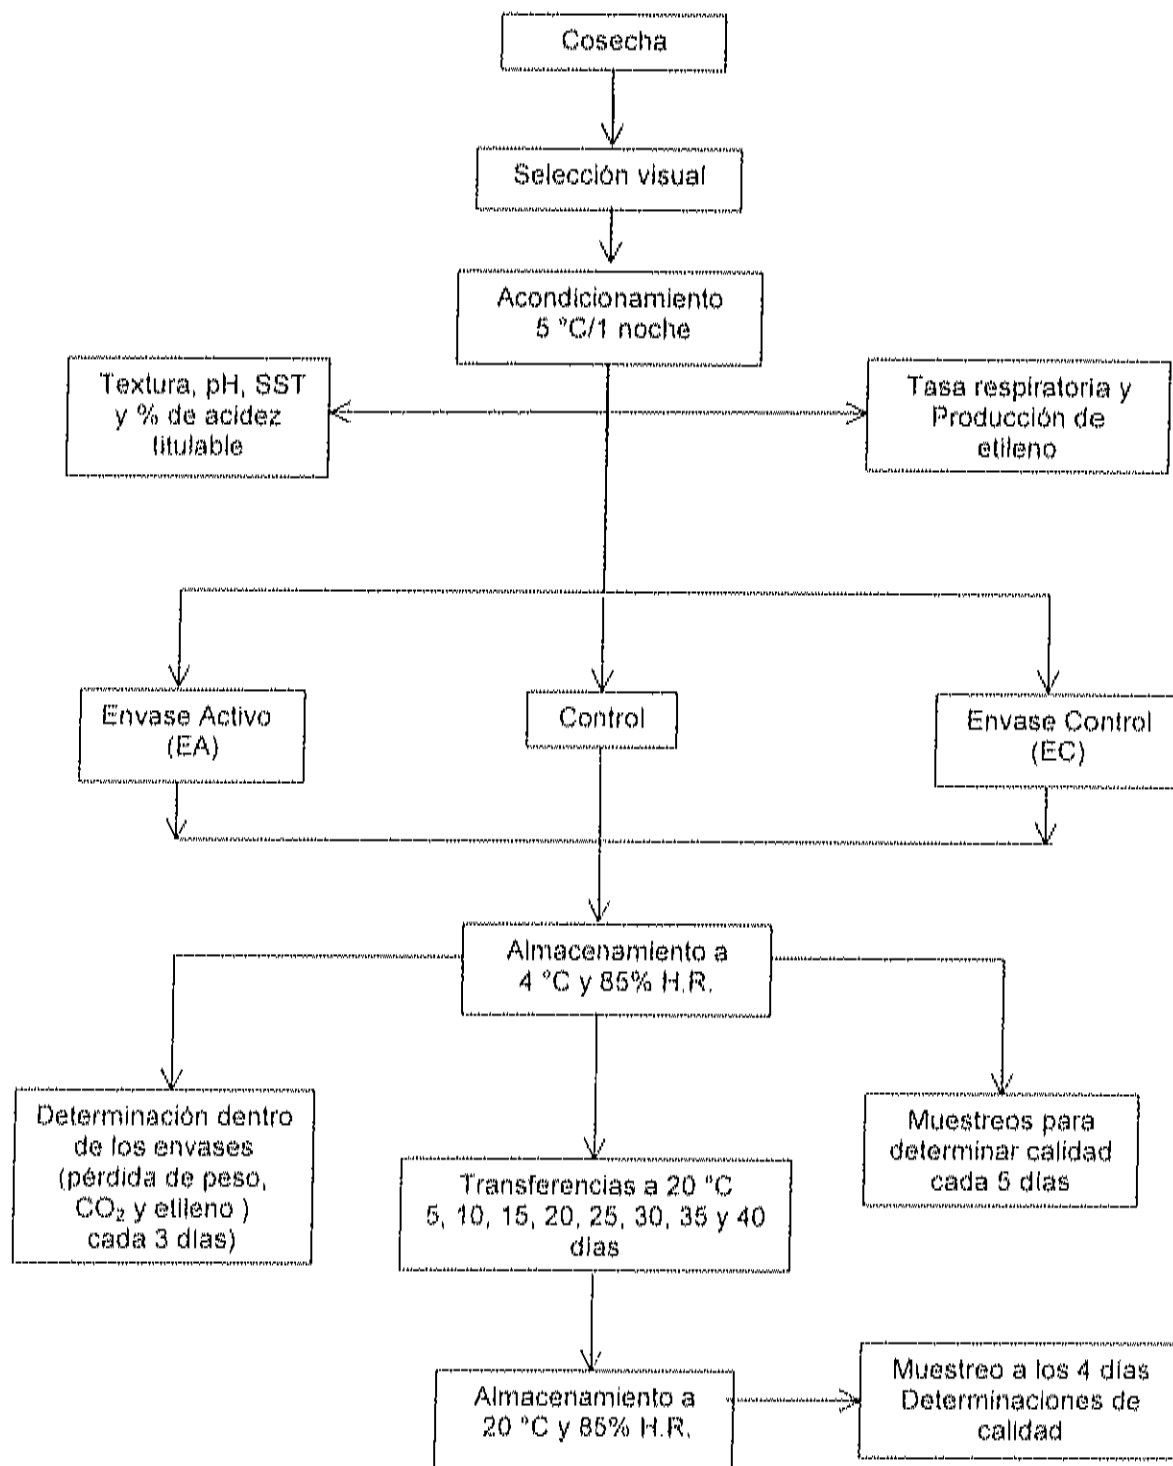 Cosecha
Selección visual
Acondicionamiento
5 °C/1 noche
Textura, pH, SST
y % de acidez
titulable
Tasa respiratoria y
Producción de
etileno
Envase Activo
(EA)
Control
Envase Control
(EC)
Almacenamiento a
4 °C y 85% H.R.
Determinación dentro
de los envases
(pérdida de peso,
CO₂ y etileno )
cada 3 días)
Transferencias a 20 °C
5, 10, 15, 20, 25, 30, 35 y 40
días
Muestreos para
determinar calidad
cada 5 días
Almacenamiento a
20 °C y 85% H.R.
Muestreo a los 4 días
Determinaciones de
calidad